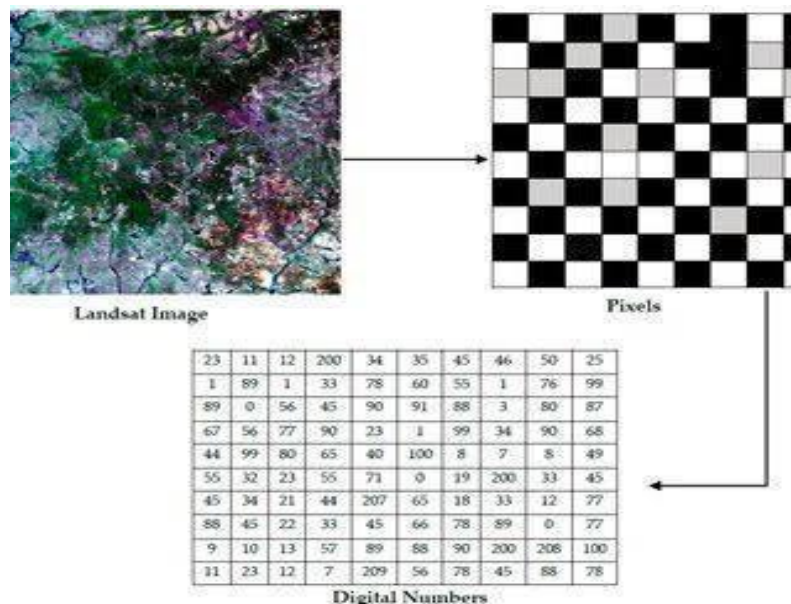 Landsat Image
Pixels
23 11 12 200 34 35 45 46 50 25
1 89 1 33 78 60 55 1 76 99
89 0 56 45 90 91 88 3 80 87
67 56 77 90 23 1 99 34 90 68
44 99 80 65 40 100 8 7 8 49
55 32 23 55 71 0 19 200 33 45
45 34 21 44 207 65 18 33 12 77
88 45 22 33 45 66 78 89 0 77
9 10 13 57 89 88 90 200 208 100
11 23 12 7 209 56 78 45 88 78
Digital Numbers